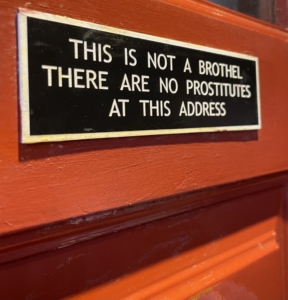 THIS IS NOT A BROTHEL
THERE ARE NO PROSTITUTES
AT THIS ADDRESS